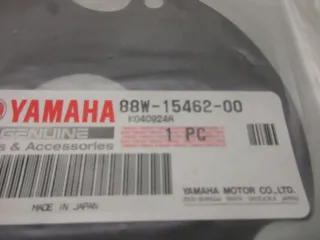 YAMAHA 88W-15462-00
K040924A
GENUINE 1 PC
s & Accessories
YAMAHA MOTOR CO.,LTD.
MADE IN JAPAN